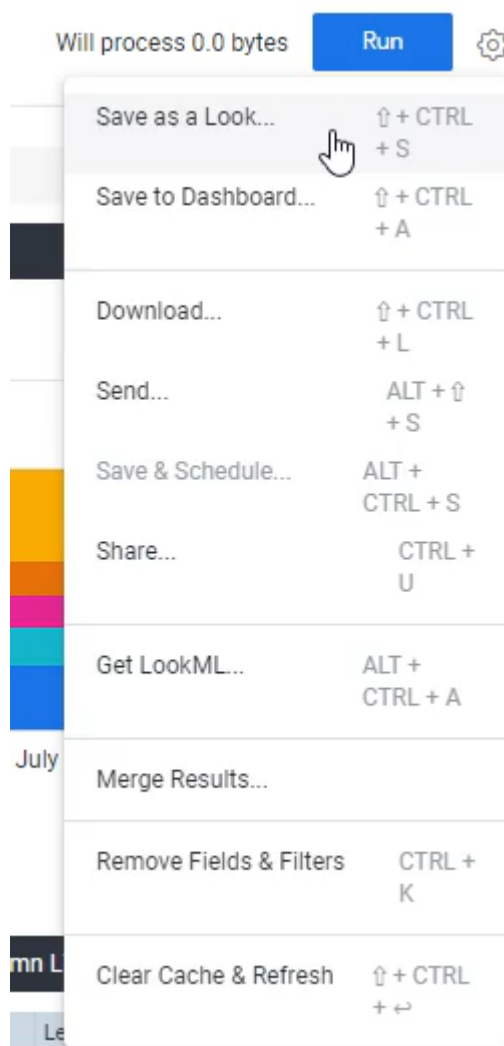 Will process 0.0 bytes Run
Save as a Look... ⇧ + CTRL
+ S
Save to Dashboard... ⇧ + CTRL
+ A
Download... ⇧ + CTRL
+ L
Send... ALT + ⇧
+ S
Save & Schedule... ALT +
CTRL + S
Share... CTRL +
U
Get LookML... ALT +
CTRL + A
July
Merge Results...
Remove Fields & Filters CTRL +
K
mn L
Clear Cache & Refresh ⇧ + CTRL
+ ↩
Le